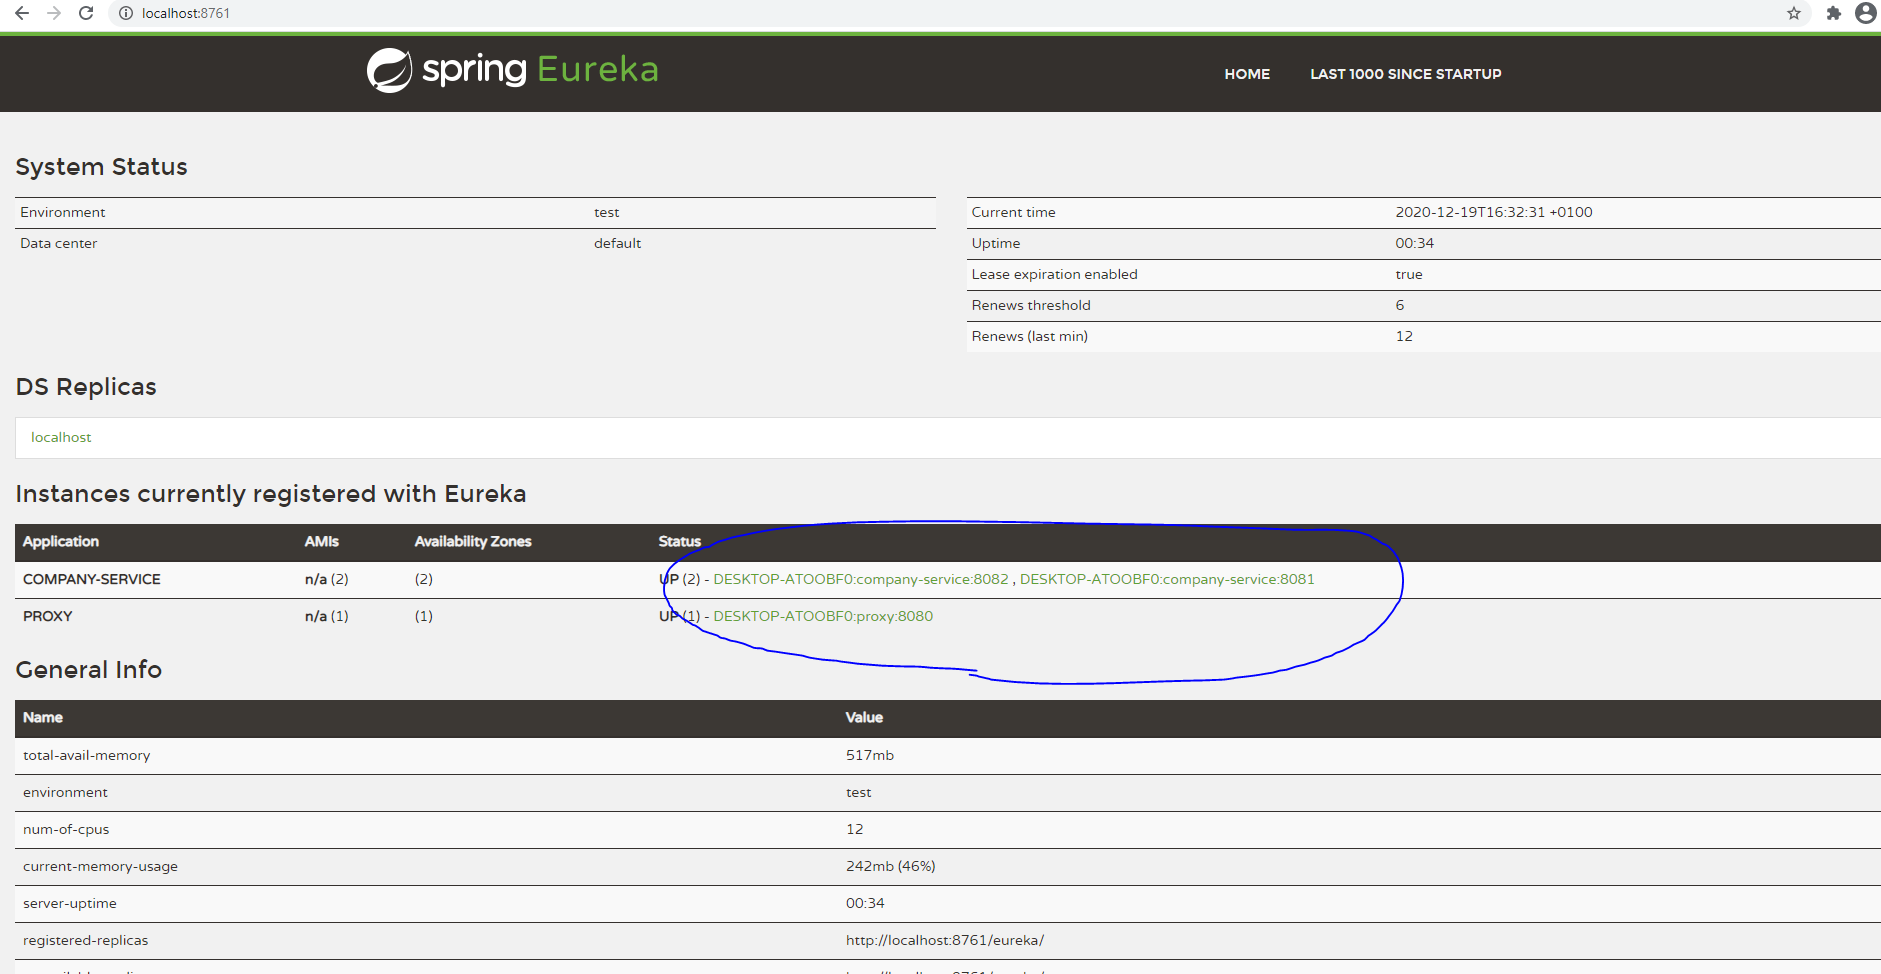 localhost:8761
spring Eureka
HOME LAST 1000 SINCE STARTUP
System Status
Environment test
Data center default
Current time 2020-12-19T16:32:31 +0100
Uptime 00:34
Lease expiration enabled true
Renews threshold 6
Renews (last min) 12
DS Replicas
localhost
Instances currently registered with Eureka
Application AMIs Availability Zones Status
COMPANY-SERVICE n/a (2) (2) UP (2) - DESKTOP-ATOOBF0:company-service:8082 , DESKTOP-ATOOBF0:company-service:8081
PROXY n/a (1) (1) UP (1) - DESKTOP-ATOOBF0:proxy:8080
General Info
Name Value
total-avail-memory 517mb
environment test
num-of-cpus 12
current-memory-usage 242mb (46%)
server-uptime 00:34
registered-replicas http://localhost:8761/eureka/